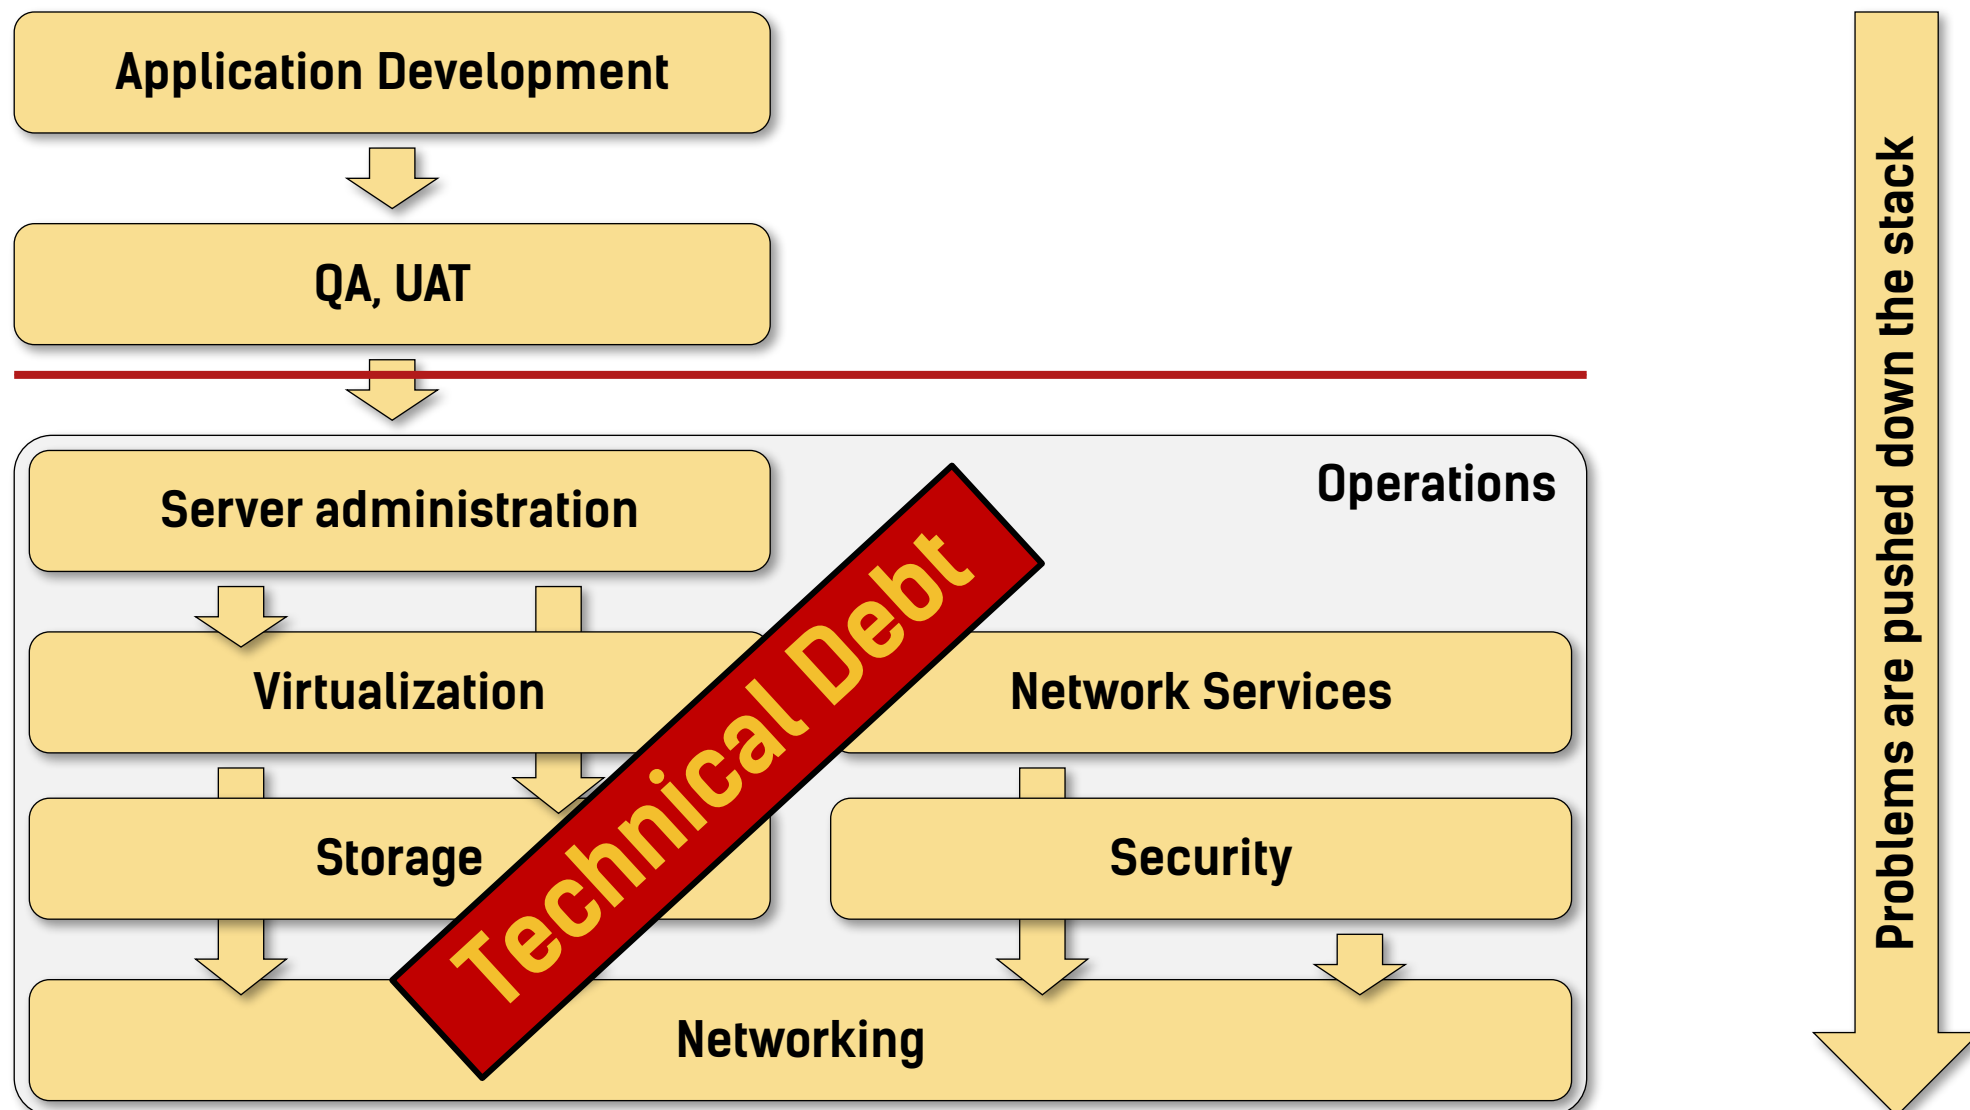 Application Development
QA, UAT
Operations
Server administration
Virtualization
Network Services
Storage
Security
Networking
Technical Debt
Problems are pushed down the stack